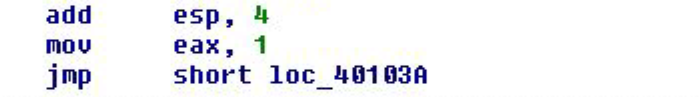 add esp, 4
mov eax, 1
jmp short loc_40103A